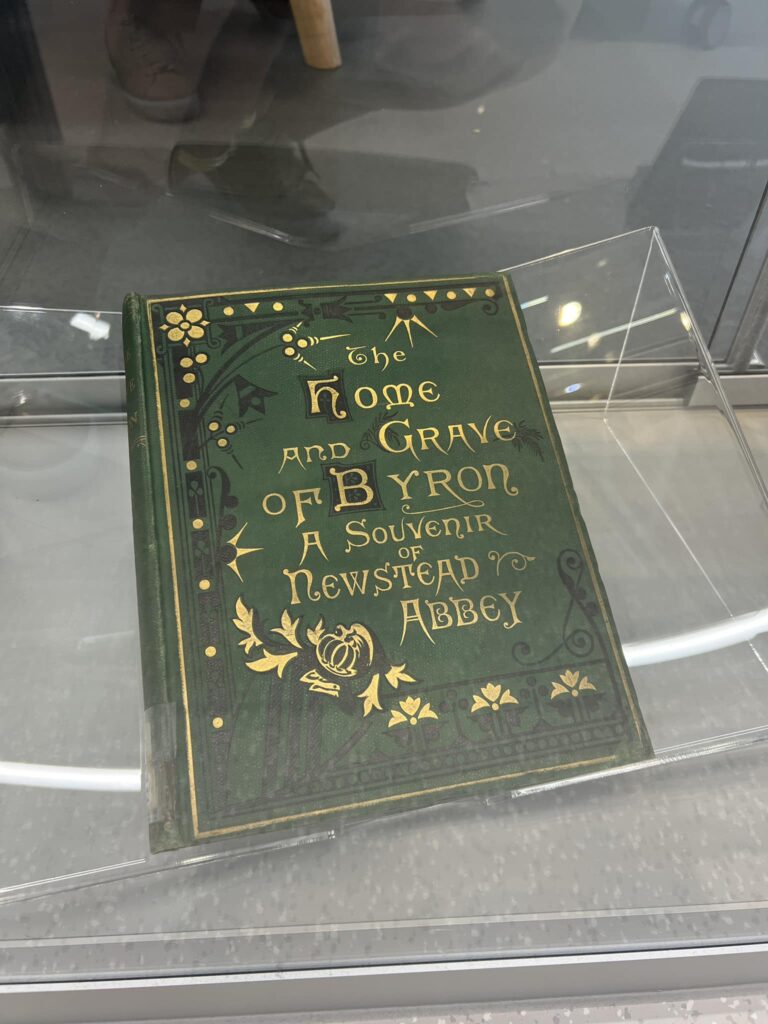 The
Home
and Grave
of Byron
A Souvenir
of
Newstead
Abbey